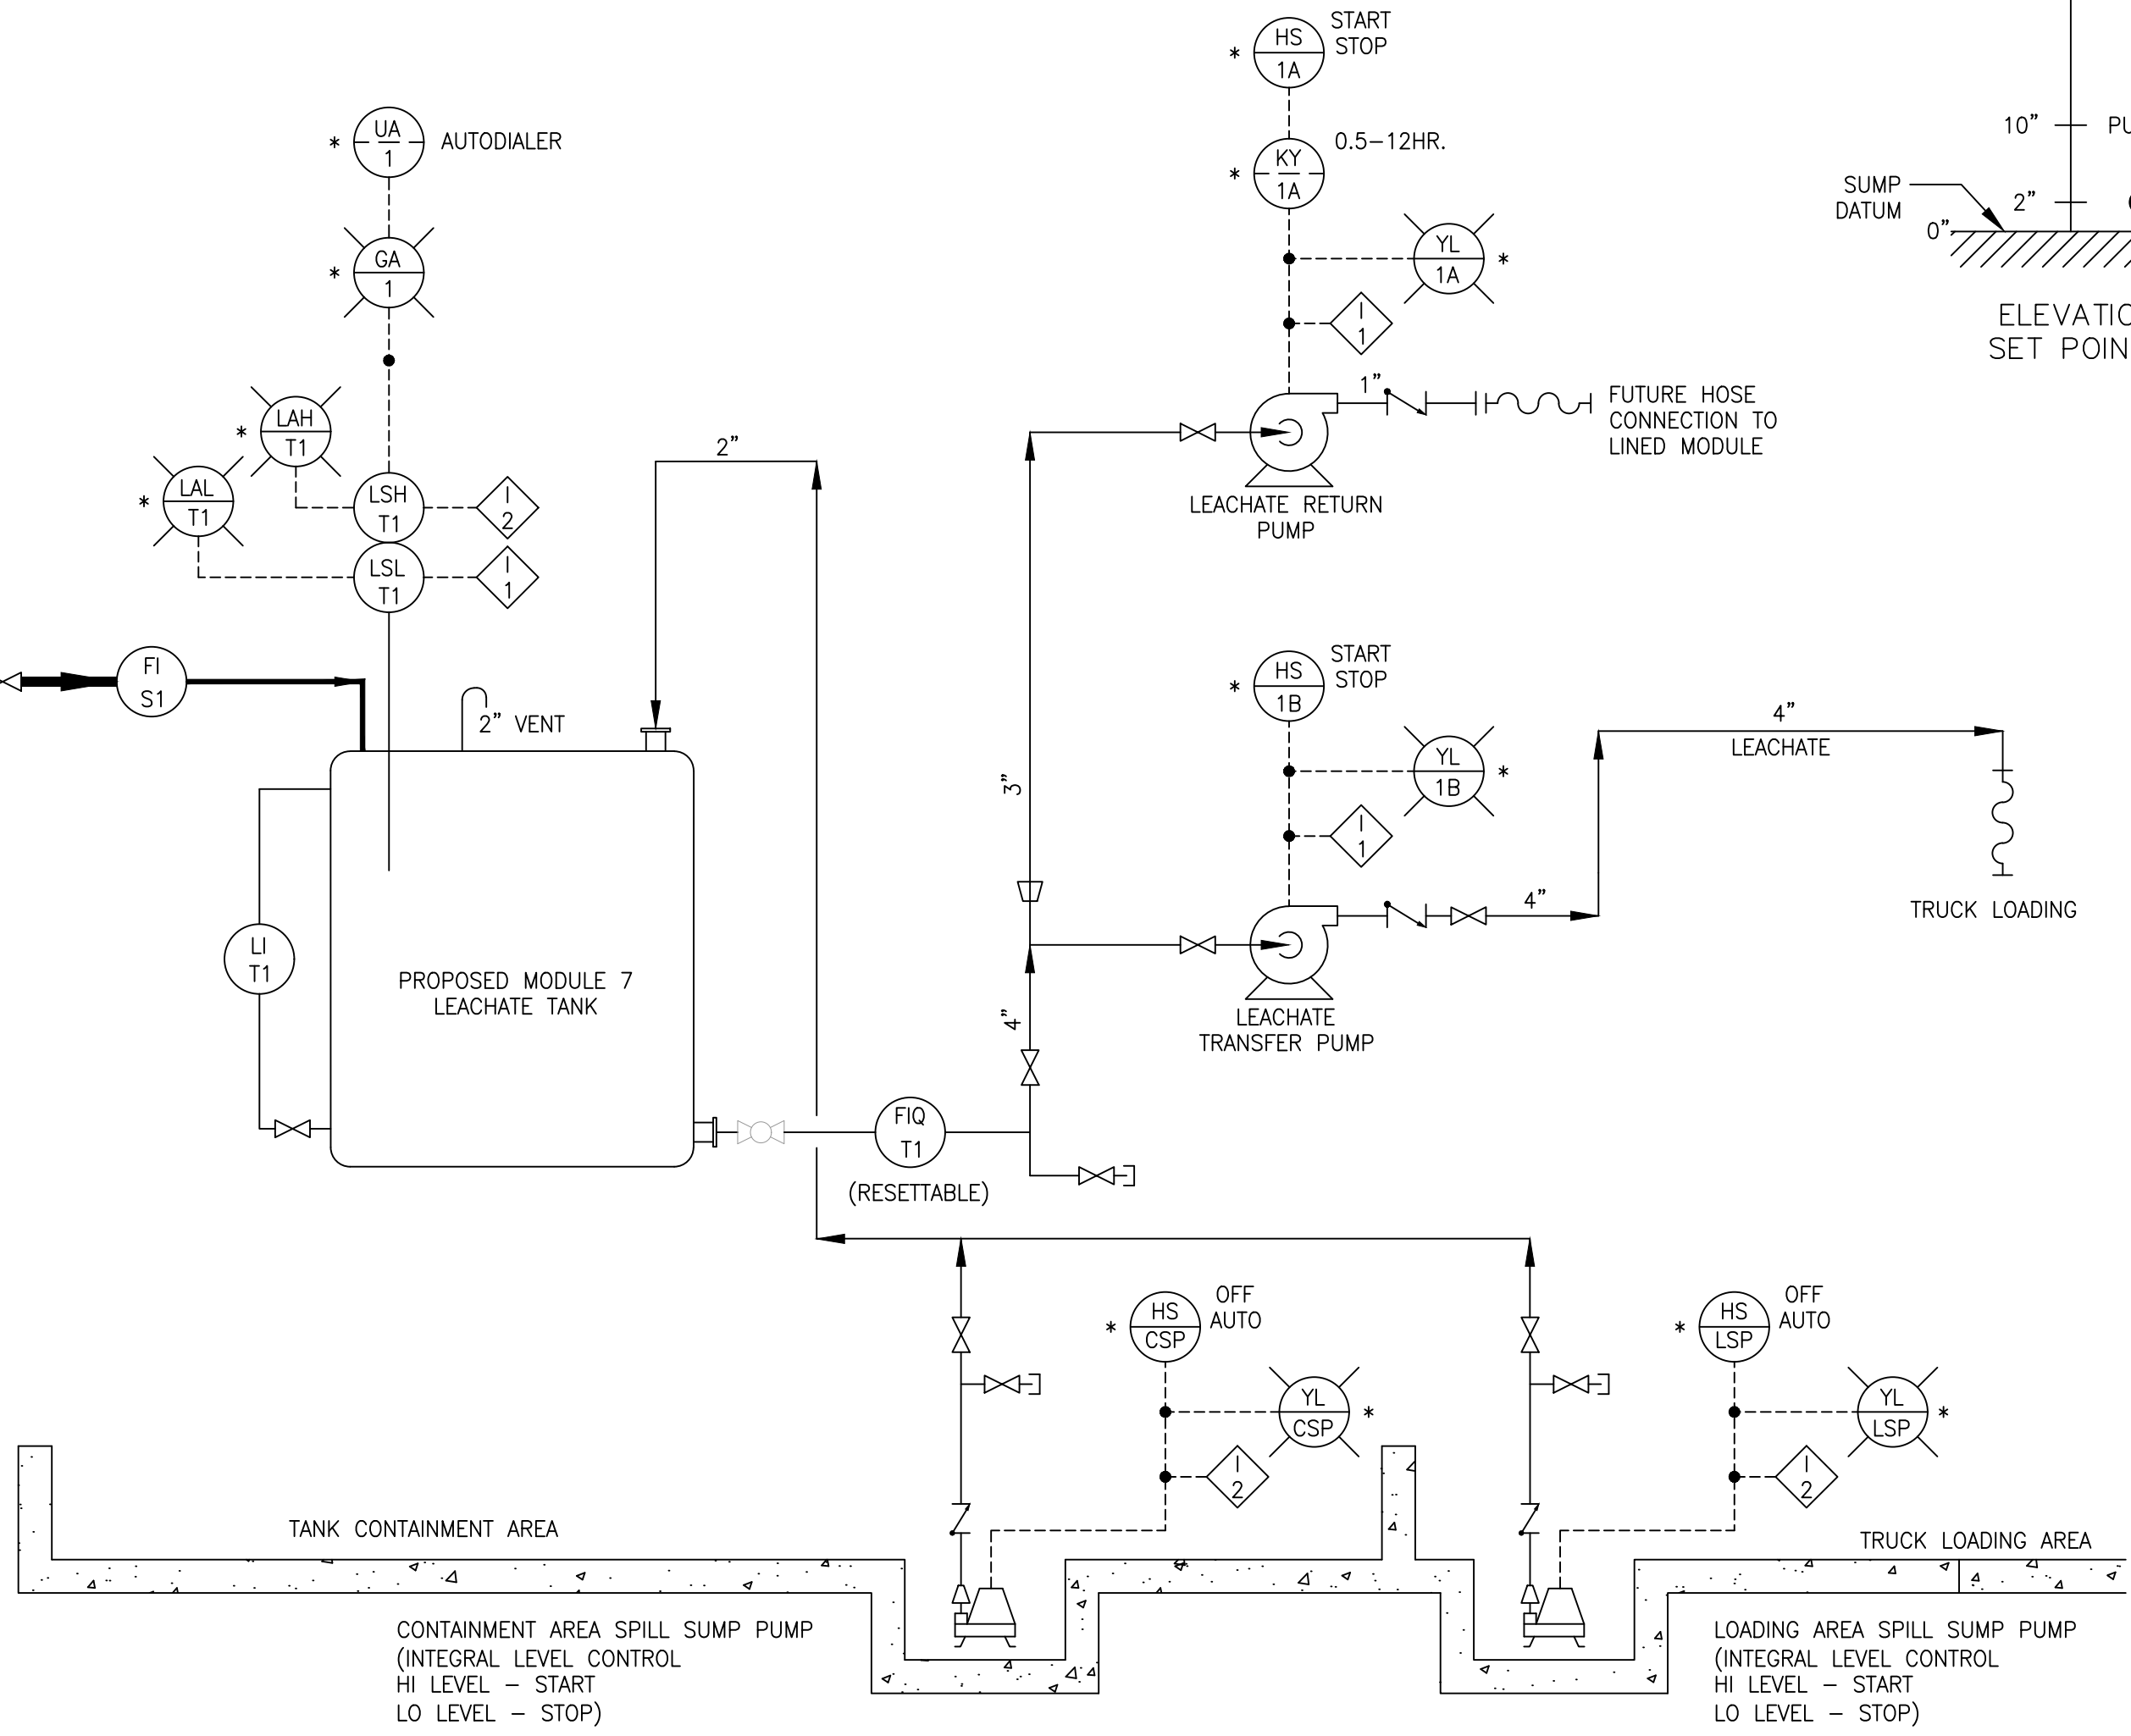 HS
1A
START
STOP
UA
1
AUTODIALER
KY
1A
0.5-12HR.
10"
SUMP
DATUM
2"
0"
GA
1
YL
1A
I
1
ELEVATIO
SET POIN
1"
FUTURE HOSE
CONNECTION TO
LINED MODULE
LAH
T1
2"
LAL
T1
LSH
T1
I
2
LSL
T1
I
1
LEACHATE RETURN
PUMP
FI
S1
2" VENT
HS
1B
START
STOP
YL
1B
I
1
4"
LEACHATE
3"
4"
TRUCK LOADING
LI
T1
PROPOSED MODULE 7
LEACHATE TANK
4"
LEACHATE
TRANSFER PUMP
FIQ
T1
(RESETTABLE)
HS
CSP
OFF
AUTO
YL
CSP
I
2
HS
LSP
OFF
AUTO
YL
LSP
I
2
TANK CONTAINMENT AREA
TRUCK LOADING AREA
CONTAINMENT AREA SPILL SUMP PUMP
(INTEGRAL LEVEL CONTROL
HI LEVEL - START
LO LEVEL - STOP)
LOADING AREA SPILL SUMP PUMP
(INTEGRAL LEVEL CONTROL
HI LEVEL - START
LO LEVEL - STOP)